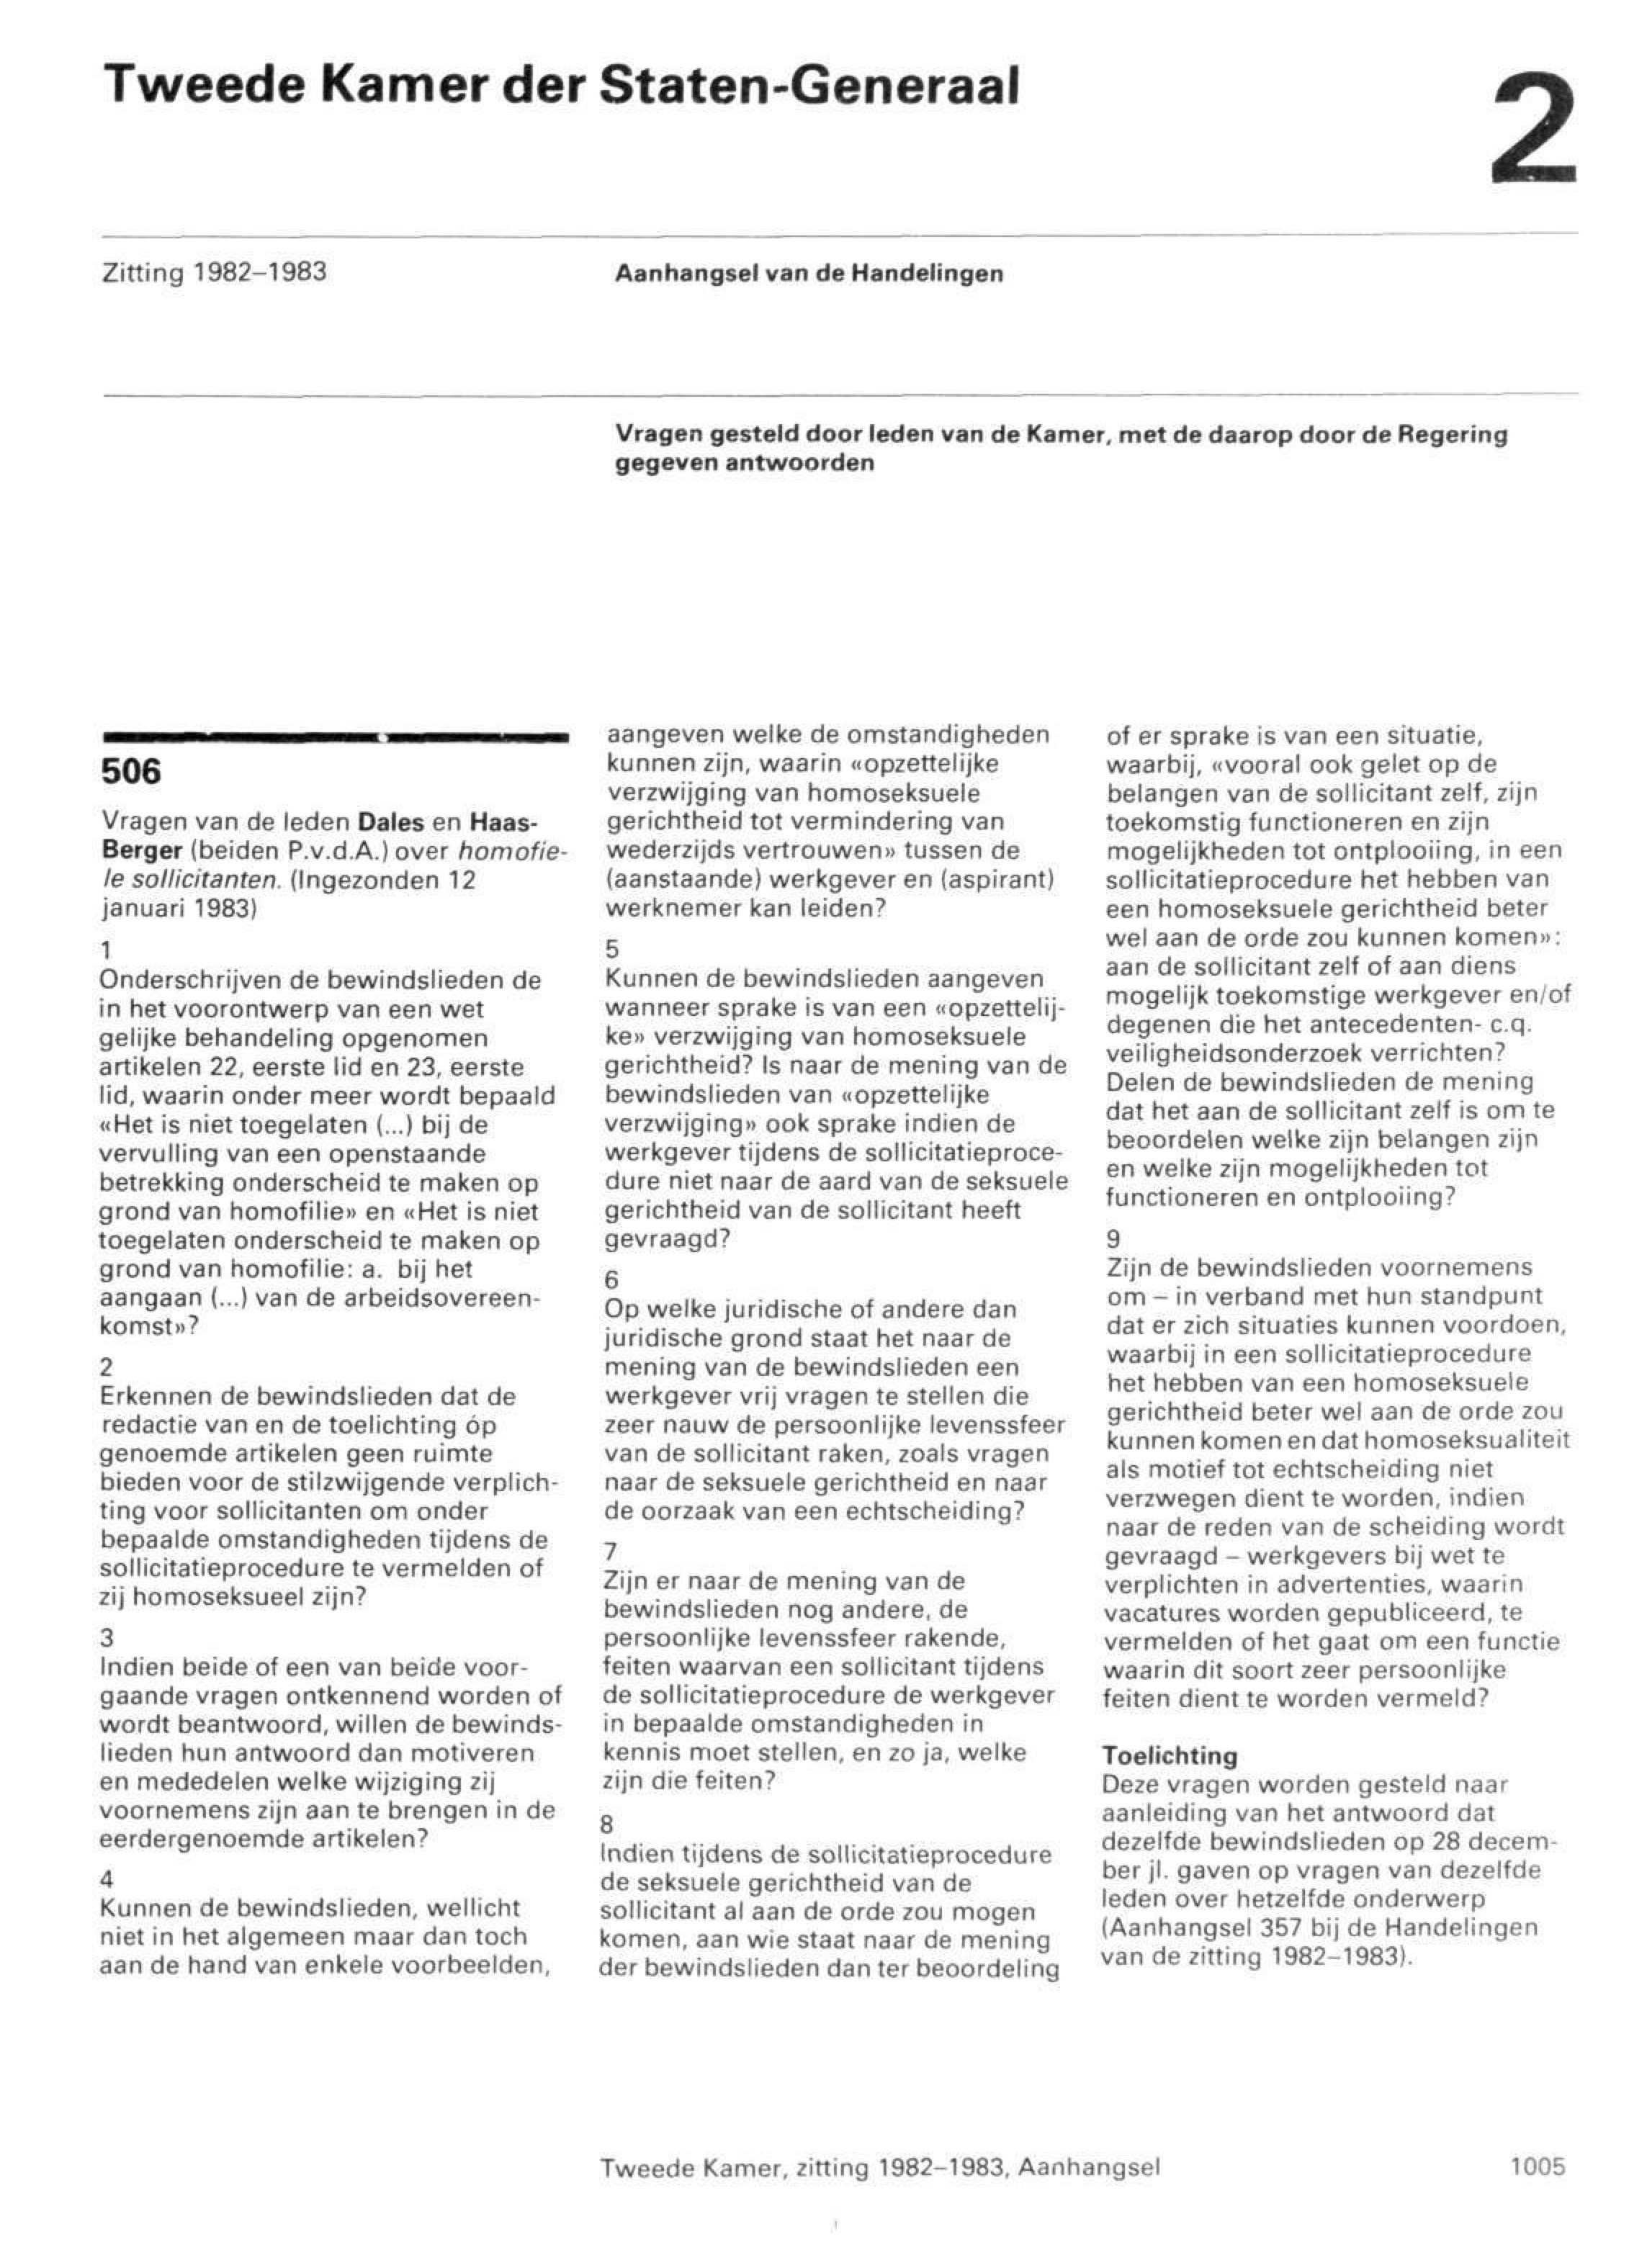 Tweede Kamer der Staten-Generaal
2
Zitting 1982–1983
Aanhangsel van de Handelingen
Vragen gesteld door leden van de Kamer, met de daarop door de Regering
gegeven antwoorden
506
Vragen van de leden Dales en Haas-
Berger (beiden P.v.d.A.) over homofie-
le sollicitanten. (Ingezonden 12
januari 1983)
1
Onderschrijven de bewindslieden de
in het voorontwerp van een wet
gelijke behandeling opgenomen
artikelen 22, eerste lid en 23, eerste
lid, waarin onder meer wordt bepaald
«Het is niet toegelaten (...) bij de
vervulling van een openstaande
betrekking onderscheid te maken op
grond van homofilie» en «Het is niet
toegelaten onderscheid te maken op
grond van homofilie: a. bij het
aangaan (...) van de arbeidsovereen-
komst»?
2
Erkennen de bewindslieden dat de
redactie van en de toelichting óp
genoemde artikelen geen ruimte
bieden voor de stilzwijgende verplich-
ting voor sollicitanten om onder
bepaalde omstandigheden tijdens de
sollicitatieprocedure te vermelden of
zij homoseksueel zijn?
3
Indien beide of een van beide voor-
gaande vragen ontkennend worden of
wordt beantwoord, willen de bewinds-
lieden hun antwoord dan motiveren
en mededelen welke wijziging zij
voornemens zijn aan te brengen in de
eerdergenoemde artikelen?
4
Kunnen de bewindslieden, wellicht
niet in het algemeen maar dan toch
aan de hand van enkele voorbeelden,
aangeven welke de omstandigheden
kunnen zijn, waarin «opzettelijke
verzwijging van homoseksuele
gerichtheid tot vermindering van
wederzijds vertrouwen» tussen de
(aanstaande) werkgever en (aspirant)
werknemer kan leiden?
5
Kunnen de bewindslieden aangeven
wanneer sprake is van een «opzettelij-
ke» verzwijging van homoseksuele
gerichtheid? Is naar de mening van de
bewindslieden van «opzettelijke
verzwijging» ook sprake indien de
werkgever tijdens de sollicitatieproce-
dure niet naar de aard van de seksuele
gerichtheid van de sollicitant heeft
gevraagd?
6
Op welke juridische of andere dan
juridische grond staat het naar de
mening van de bewindslieden een
werkgever vrij vragen te stellen die
zeer nauw de persoonlijke levenssfeer
van de sollicitant raken, zoals vragen
naar de seksuele gerichtheid en naar
de oorzaak van een echtscheiding?
7
Zijn er naar de mening van de
bewindslieden nog andere, de
persoonlijke levenssfeer rakende,
feiten waarvan een sollicitant tijdens
de sollicitatieprocedure de werkgever
in bepaalde omstandigheden in
kennis moet stellen, en zo ja, welke
zijn die feiten?
8
Indien tijdens de sollicitatieprocedure
de seksuele gerichtheid van de
sollicitant al aan de orde zou mogen
komen, aan wie staat naar de mening
der bewindslieden dan ter beoordeling
of er sprake is van een situatie,
waarbij, «vooral ook gelet op de
belangen van de sollicitant zelf, zijn
toekomstig functioneren en zijn
mogelijkheden tot ontplooiing, in een
sollicitatieprocedure het hebben van
een homoseksuele gerichtheid beter
wel aan de orde zou kunnen komen»:
aan de sollicitant zelf of aan diens
mogelijk toekomstige werkgever en/of
degenen die het antecedenten- c.q.
veiligheidsonderzoek verrichten?
Delen de bewindslieden de mening
dat het aan de sollicitant zelf is om te
beoordelen welke zijn belangen zijn
en welke zijn mogelijkheden tot
functioneren en ontplooiing?
9
Zijn de bewindslieden voornemens
om – in verband met hun standpunt
dat er zich situaties kunnen voordoen,
waarbij in een sollicitatieprocedure
het hebben van een homoseksuele
gerichtheid beter wel aan de orde zou
kunnen komen en dat homoseksualiteit
als motief tot echtscheiding niet
verzwegen dient te worden, indien
naar de reden van de scheiding wordt
gevraagd – werkgevers bij wet te
verplichten in advertenties, waarin
vacatures worden gepubliceerd, te
vermelden of het gaat om een functie
waarin dit soort zeer persoonlijke
feiten dient te worden vermeld?
Toelichting
Deze vragen worden gesteld naar
aanleiding van het antwoord dat
dezelfde bewindslieden op 28 decem-
ber jl. gaven op vragen van dezelfde
leden over hetzelfde onderwerp
(Aanhangsel 357 bij de Handelingen
van de zitting 1982–1983).
Tweede Kamer, zitting 1982–1983, Aanhangsel
1005